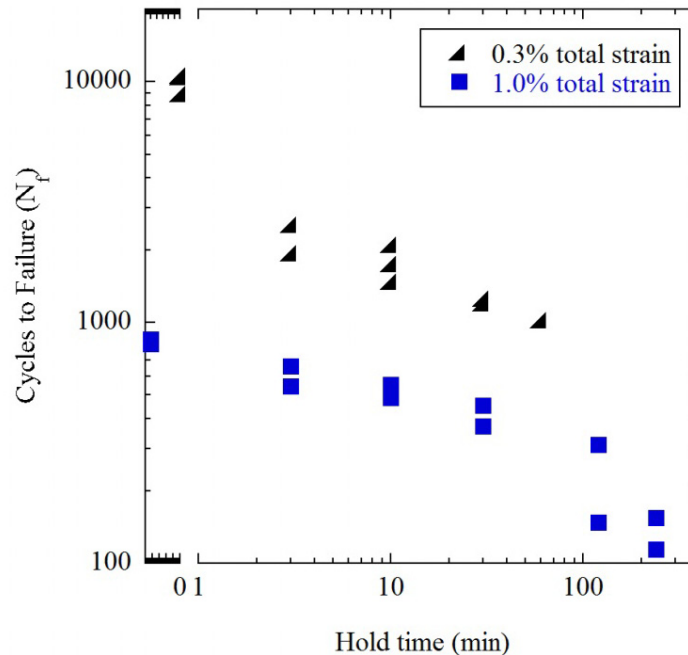 0.3% total strain
1.0% total strain
10000
1000
100
Cycles to Failure (N_f)
0 1 10 100
Hold time (min)